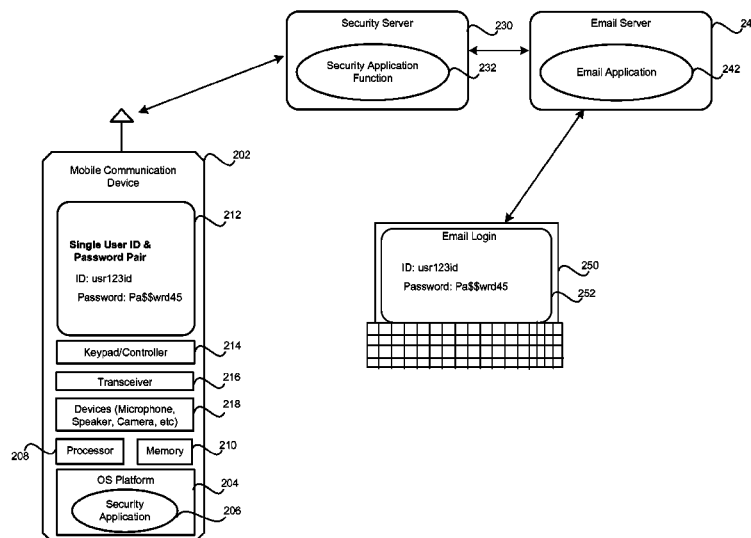 Security Server
230
Security Application
Function
232
Email Server
24
Email Application
242
Mobile Communication
Device
202
212
Single User ID &
Password Pair
ID: usr123id
Password: Pa$$wrd45
Email Login
ID: usr123id
Password: Pa$$wrd45
250
252
Keypad/Controller
214
Transceiver
216
Devices (Microphone,
Speaker, Camera, etc)
218
208
Processor
Memory
210
OS Platform
204
Security
Application
206